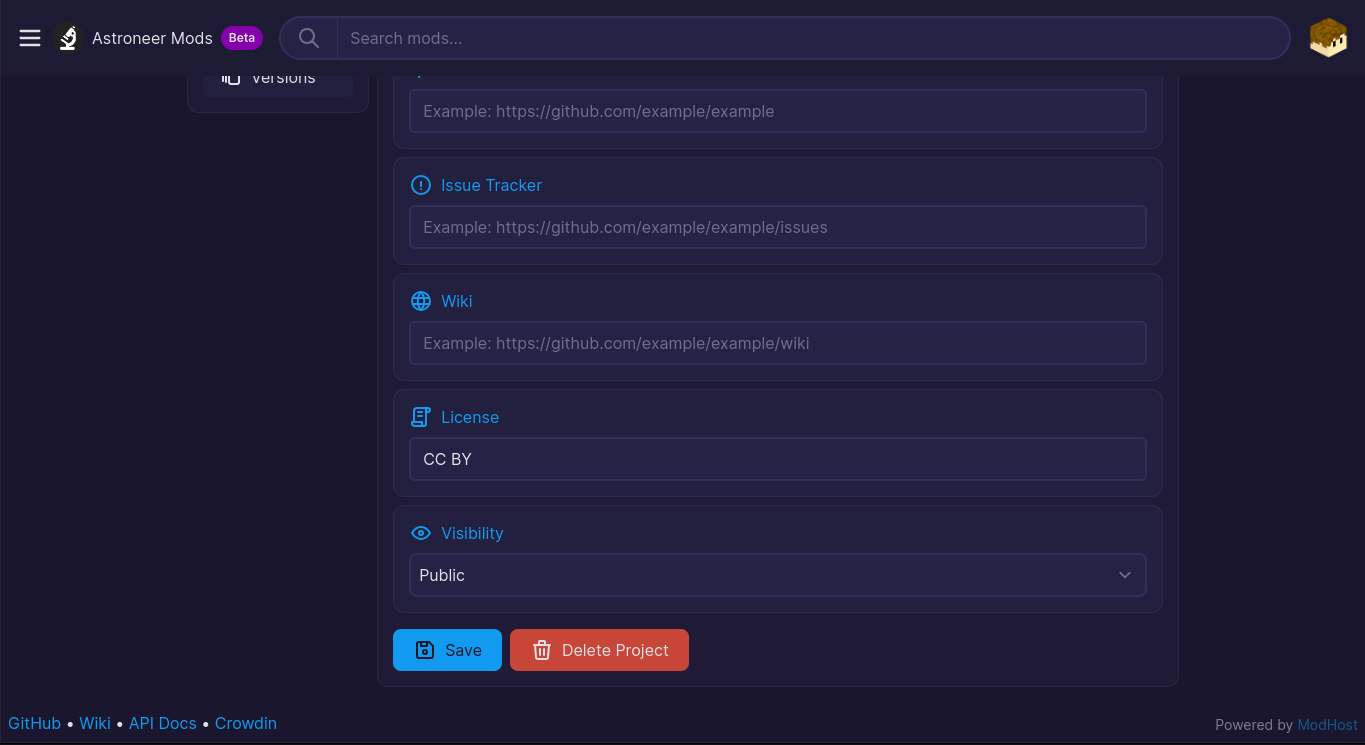 Astroneer Mods Beta Search mods...
Versions
Example: https://github.com/example/example
Issue Tracker
Example: https://github.com/example/example/issues
Wiki
Example: https://github.com/example/example/wiki
License
CC BY
Visibility
Public
Save Delete Project
GitHub • Wiki • API Docs • Crowdin Powered by ModHost